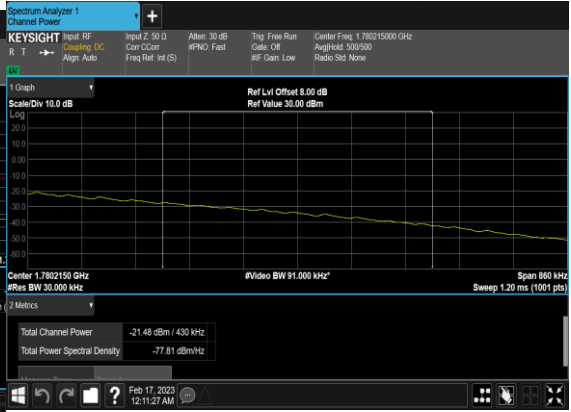 Spectrum Analyzer 1
Channel Power
+
KEYSIGHT
R T
Input: RF
Coupling: DC
Align: Auto
Input Z: 50 Ω
Corr CCorr
Freq Ref: Int (S)
Atten: 30 dB
#PNO: Fast
Trig: Free Run
Gate: Off
#IF Gain: Low
Center Freq: 1.780215000 GHz
Avg|Hold: 500/500
Radio Std: None
1 Graph
Scale/Div 10.0 dB
Ref Lvl Offset 8.00 dB
Ref Value 30.00 dBm
Log
20.0
10.0
0.00
-10.0
-20.0
-30.0
-40.0
-50.0
-60.0
Center 1.7802150 GHz
#Video BW 91.000 kHz*
Span 860 kHz
#Res BW 30.000 kHz
Sweep 1.20 ms (1001 pts)
2 Metrics
Total Channel Power -21.48 dBm / 430 kHz
Total Power Spectral Density -77.81 dBm/Hz
?
Feb 17, 2023
12:11:27 AM